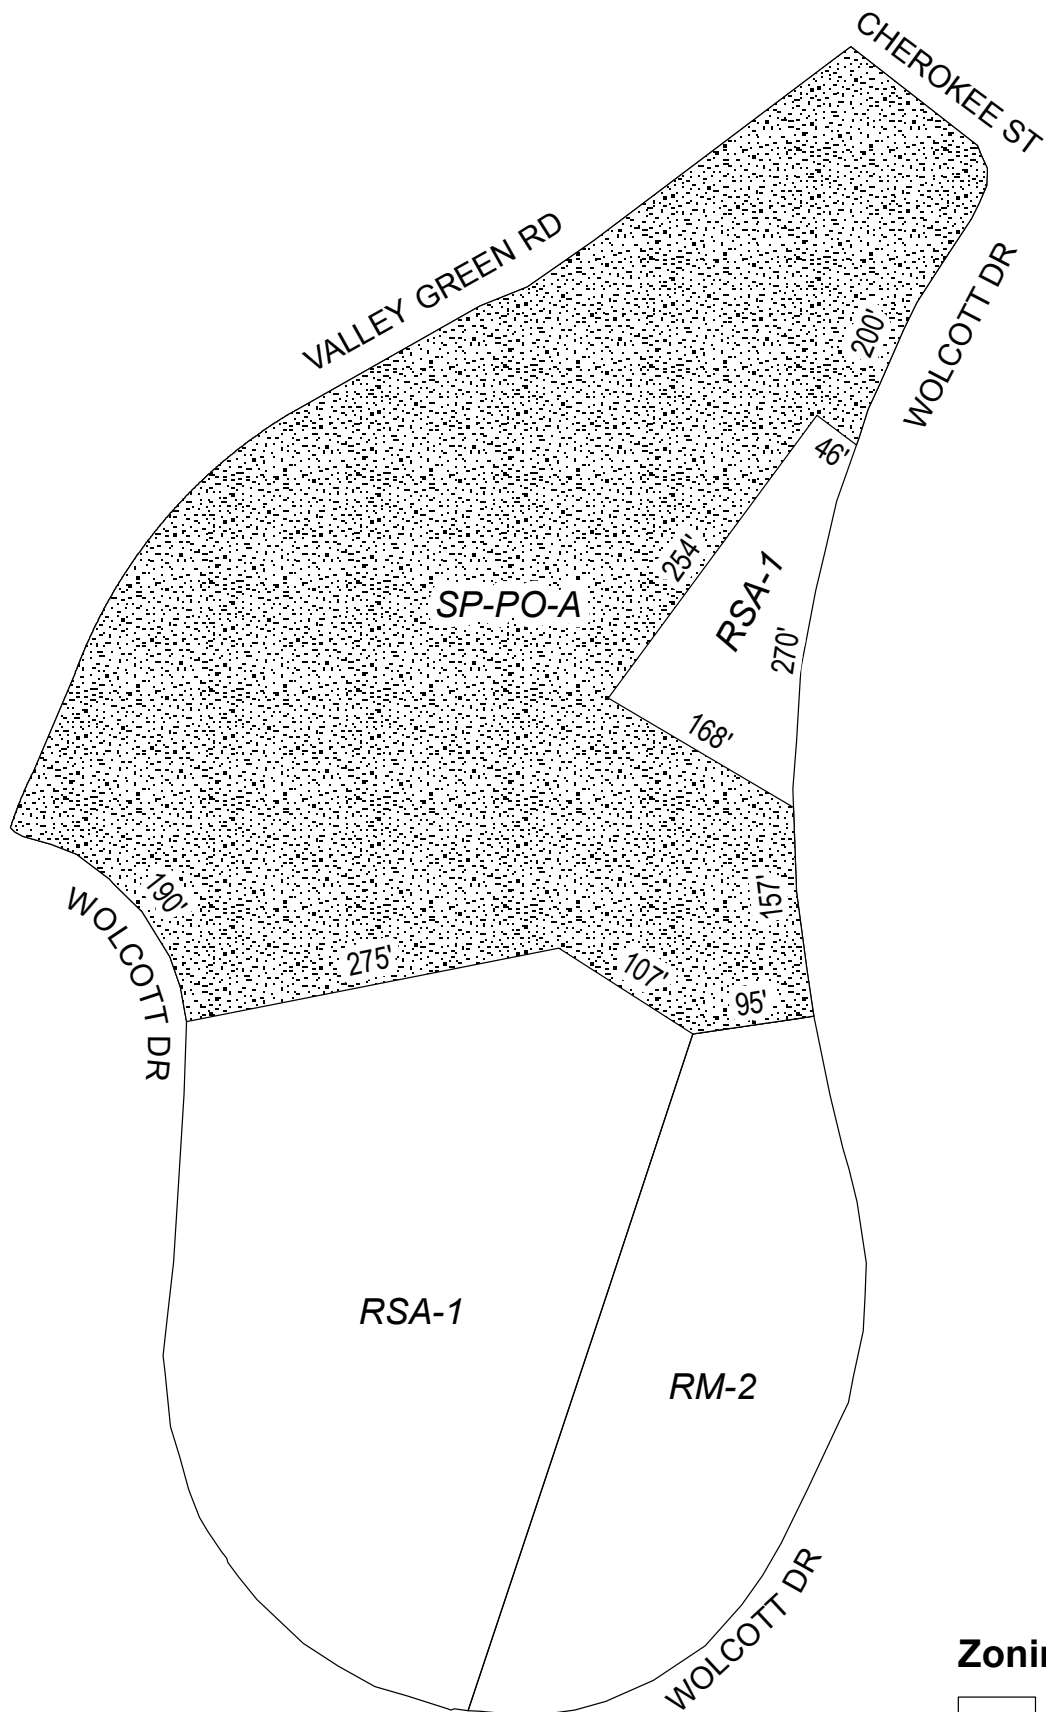 CHEROKEE ST
VALLEY GREEN RD
WOLCOTT DR
200'
46'
254'
RSA-1
SP-PO-A
270'
168'
190'
WOLCOTT DR
157'
275'
107'
95'
RSA-1
RM-2
WOLCOTT DR